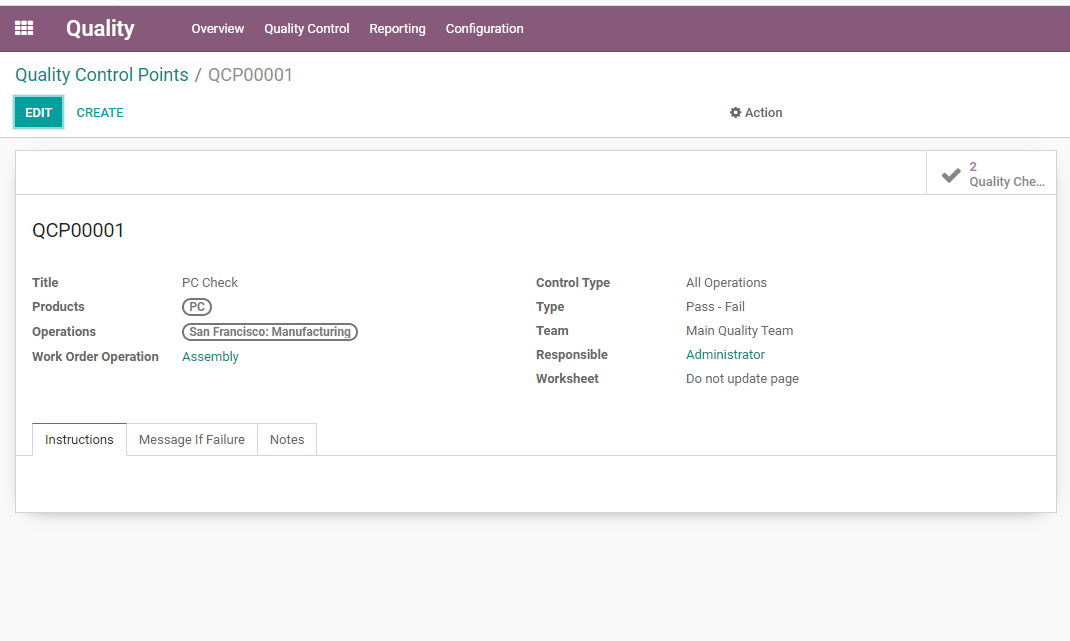 Quality Overview Quality Control Reporting Configuration
Quality Control Points / QCP00001
EDIT CREATE Action
2
Quality Che...
QCP00001
Title PC Check
Products PC
Operations San Francisco: Manufacturing
Work Order Operation Assembly
Control Type All Operations
Type Pass - Fail
Team Main Quality Team
Responsible Administrator
Worksheet Do not update page
Instructions Message If Failure Notes